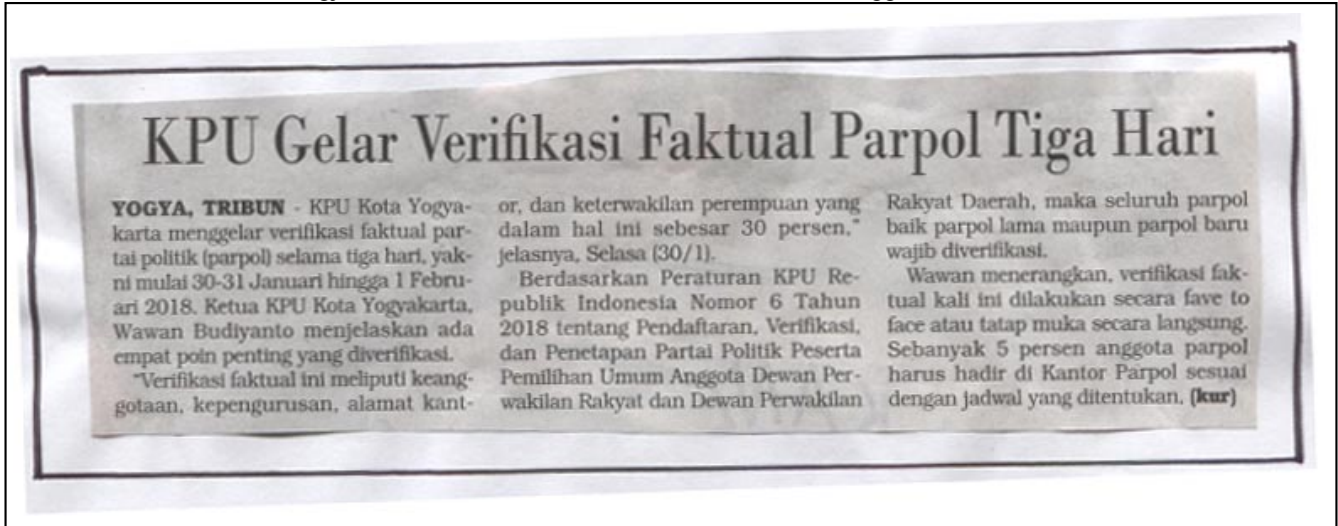 KPU Gelar Verifikasi Faktual Parpol Tiga Hari
YOGYA, TRIBUN - KPU Kota Yogya-
karta menggelar verifikasi faktual par-
tai politik (parpol) selama tiga hari, yak-
ni mulai 30-31 Januari hingga 1 Febru-
ari 2018. Ketua KPU Kota Yogyakarta,
Wawan Budiyanto menjelaskan ada
empat poin penting yang diverifikasi.
"Verifikasi faktual ini meliputi keang-
gotaan, kepengurusan, alamat kant-
or, dan keterwakilan perempuan yang
dalam hal ini sebesar 30 persen,"
jelasnya, Selasa (30/1).
Berdasarkan Peraturan KPU Re-
publik Indonesia Nomor 6 Tahun
2018 tentang Pendaftaran, Verifikasi,
dan Penetapan Partai Politik Peserta
Pemilihan Umum Anggota Dewan Per-
wakilan Rakyat dan Dewan Perwakilan
Rakyat Daerah, maka seluruh parpol
baik parpol lama maupun parpol baru
wajib diverifikasi.
Wawan menerangkan, verifikasi fak-
tual kali ini dilakukan secara fave to
face atau tatap muka secara langsung.
Sebanyak 5 persen anggota parpol
harus hadir di Kantor Parpol sesuai
dengan jadwal yang ditentukan. (kur)